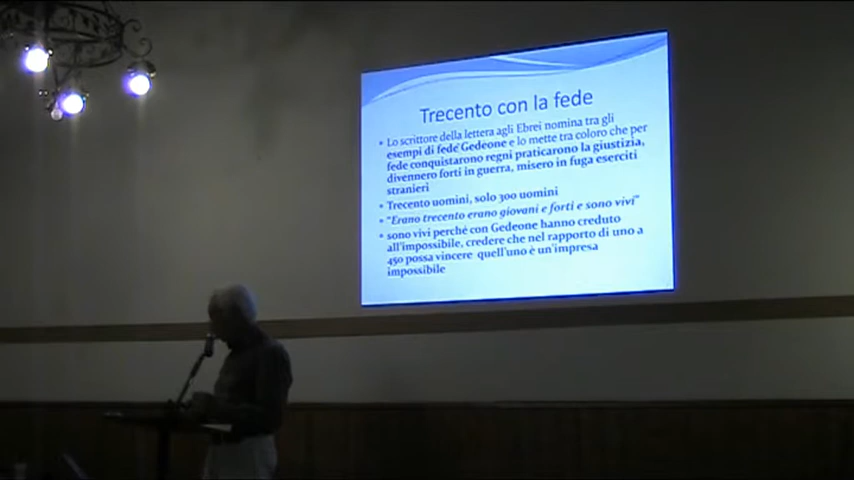 Trecento con la fede
• Lo scrittore della lettera agli Ebrei nomina tra gli
esempi di fede Gedeone e lo mette tra coloro che per
fede conquistarono regni praticarono la giustizia,
divennero forti in guerra, misero in fuga eserciti
stranieri
• Trecento uomini, solo 300 uomini
• "Erano trecento erano giovani e forti e sono vivi"
• sono vivi perché con Gedeone hanno creduto
all'impossibile, credere che nel rapporto di uno a
450 possa vincere quell'uno è un'impresa
impossibile